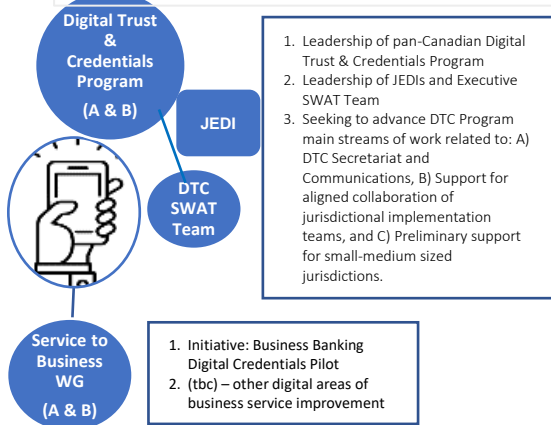 Digital Trust
&
Credentials
Program
(A & B)
JEDI
DTC
SWAT
Team
1. Leadership of pan-Canadian Digital
Trust & Credentials Program
2. Leadership of JEDIs and Executive
SWAT Team
3. Seeking to advance DTC Program
main streams of work related to: A)
DTC Secretariat and
Communications, B) Support for
aligned collaboration of
jurisdictional implementation
teams, and C) Preliminary support
for small-medium sized
jurisdictions.
Service to
Business
WG
(A & B)
1. Initiative: Business Banking
Digital Credentials Pilot
2. (tbc) – other digital areas of
business service improvement